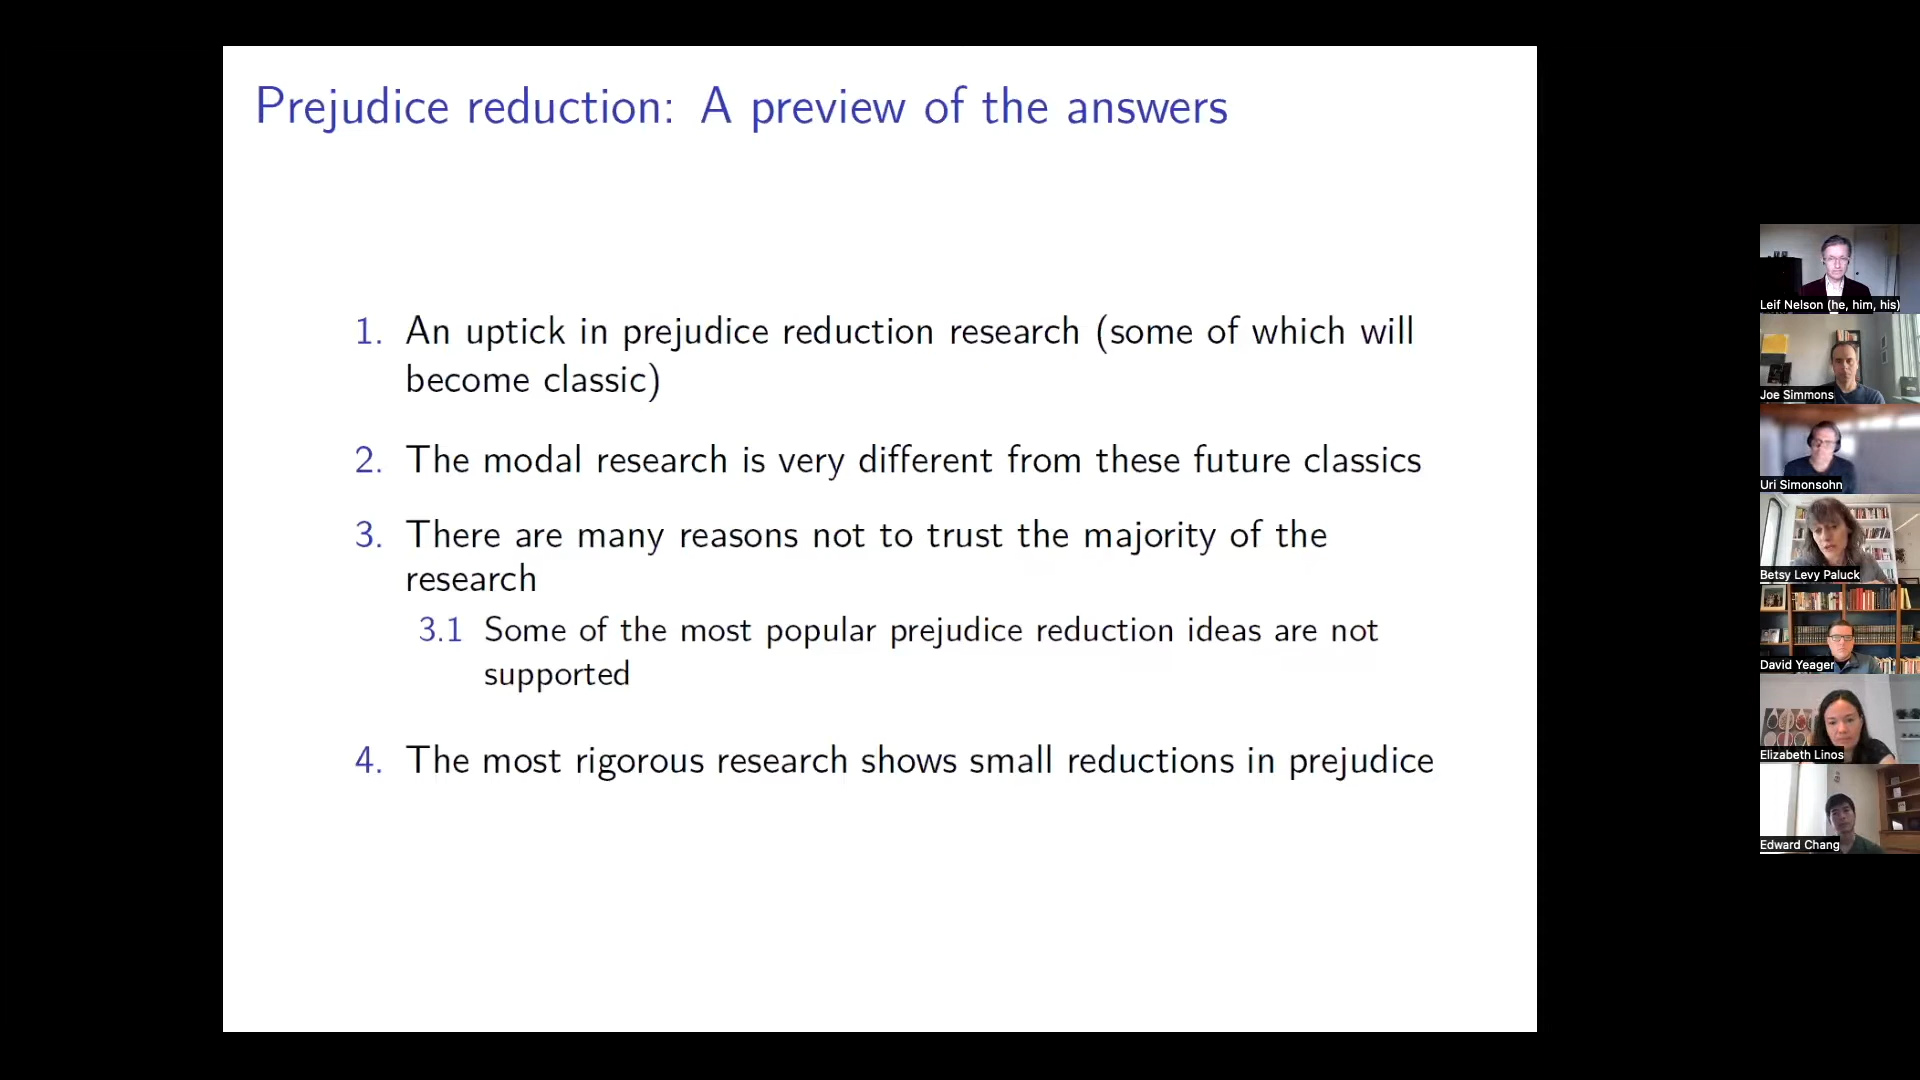 Prejudice reduction: A preview of the answers
1. An uptick in prejudice reduction research (some of which will
become classic)
2. The modal research is very different from these future classics
3. There are many reasons not to trust the majority of the
research
3.1 Some of the most popular prejudice reduction ideas are not
supported
4. The most rigorous research shows small reductions in prejudice
Leif Nelson (he, him, his)
Joe Simmons
Uri Simonsohn
Betsy Levy Paluck
David Yeager
Elizabeth Linos
Edward Chang